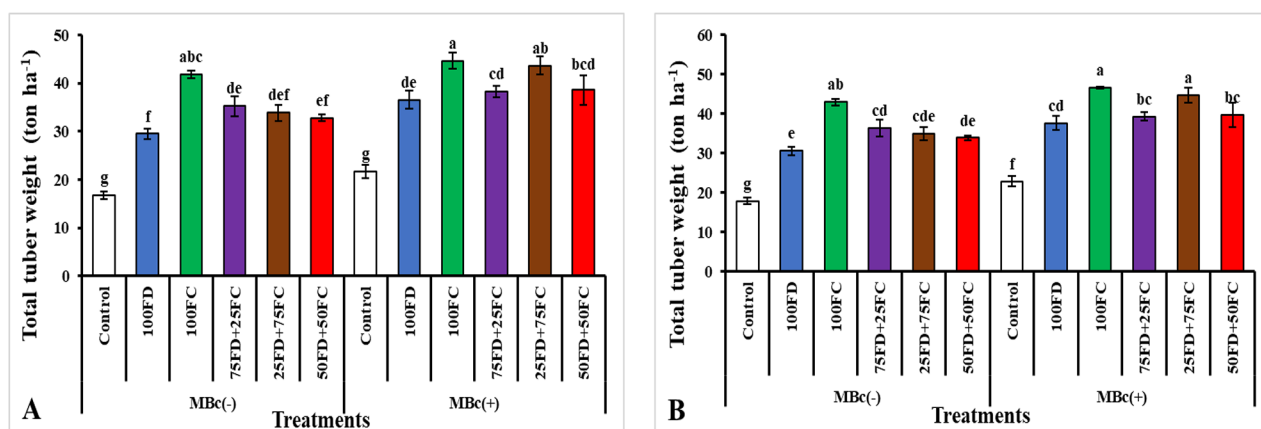 Total tuber weight (ton ha-1)
50
40
30
20
10
0
g
f
abc
de
def
ef
g
de
a
cd
ab
bcd
Control
100FD
100FC
75FD+25FC
25FD+75FC
50FD+50FC
Control
100FD
100FC
75FD+25FC
25FD+75FC
50FD+50FC
MBc(-)
MBc(+)
Treatments
A
Total tuber weight (ton ha-1)
60
50
40
30
20
10
0
g
e
ab
cd
cde
de
f
cd
a
bc
a
bc
Control
100FD
100FC
75FD+25FC
25FD+75FC
50FD+50FC
Control
100FD
100FC
75FD+25FC
25FD+75FC
50FD+50FC
MBc(-)
MBc(+)
Treatments
B